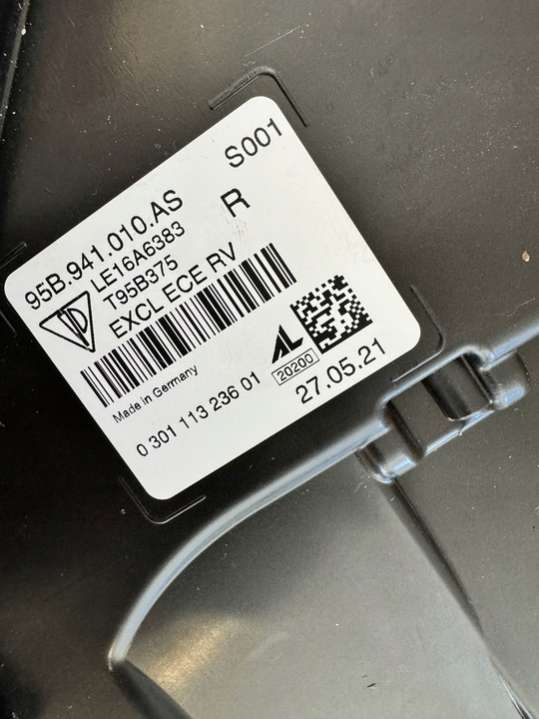 95B.941.010.AS S001
LE16A6383 R
T95B375
EXCL ECE RV
Made in Germany
AL
20200
0 301 113 236 01 27.05.21